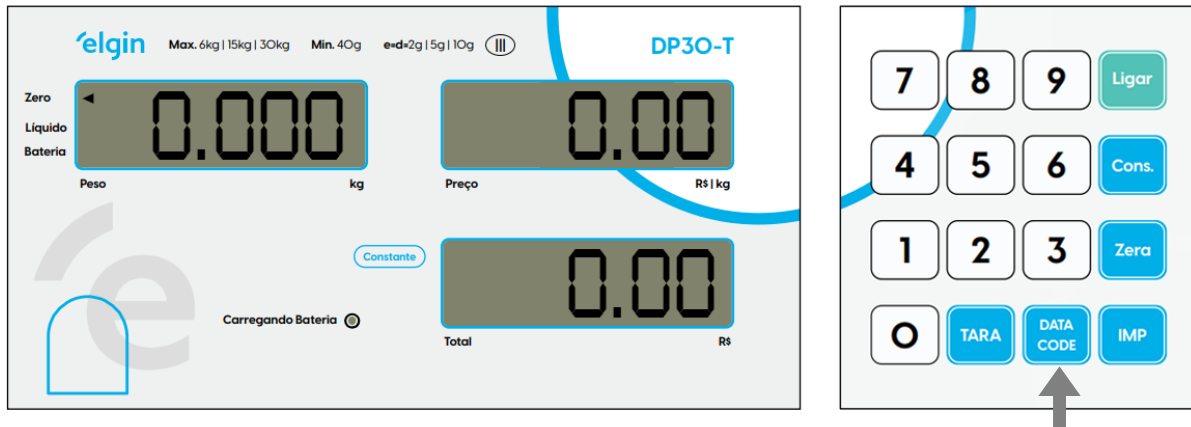 elgin
Max. 6kg | 15kg | 30kg Min. 40g e=d=2g | 5g | 10g III
DP30-T
Zero
Líquido
Bateria
0.000
Peso kg
0.00
Preço R$ | kg
Constante
0.00
Total R$
Carregando Bateria
7 8 9 Ligar
4 5 6 Cons.
1 2 3 Zera
0 TARA DATA CODE IMP